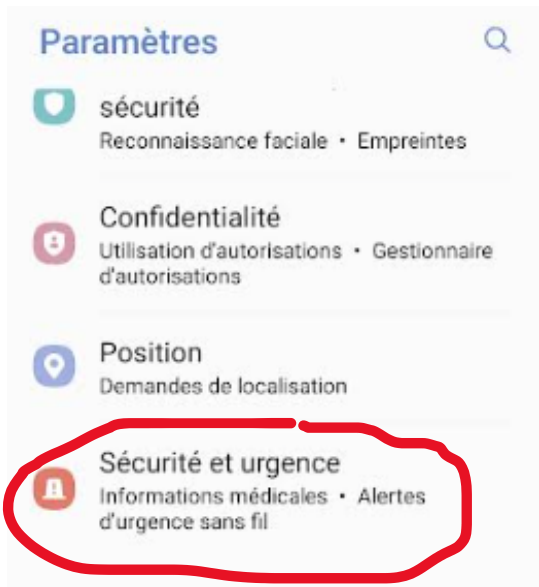 Paramètres
sécurité
Reconnaissance faciale • Empreintes
Confidentialité
Utilisation d'autorisations • Gestionnaire
d'autorisations
Position
Demandes de localisation
Sécurité et urgence
Informations médicales • Alertes
d'urgence sans fil